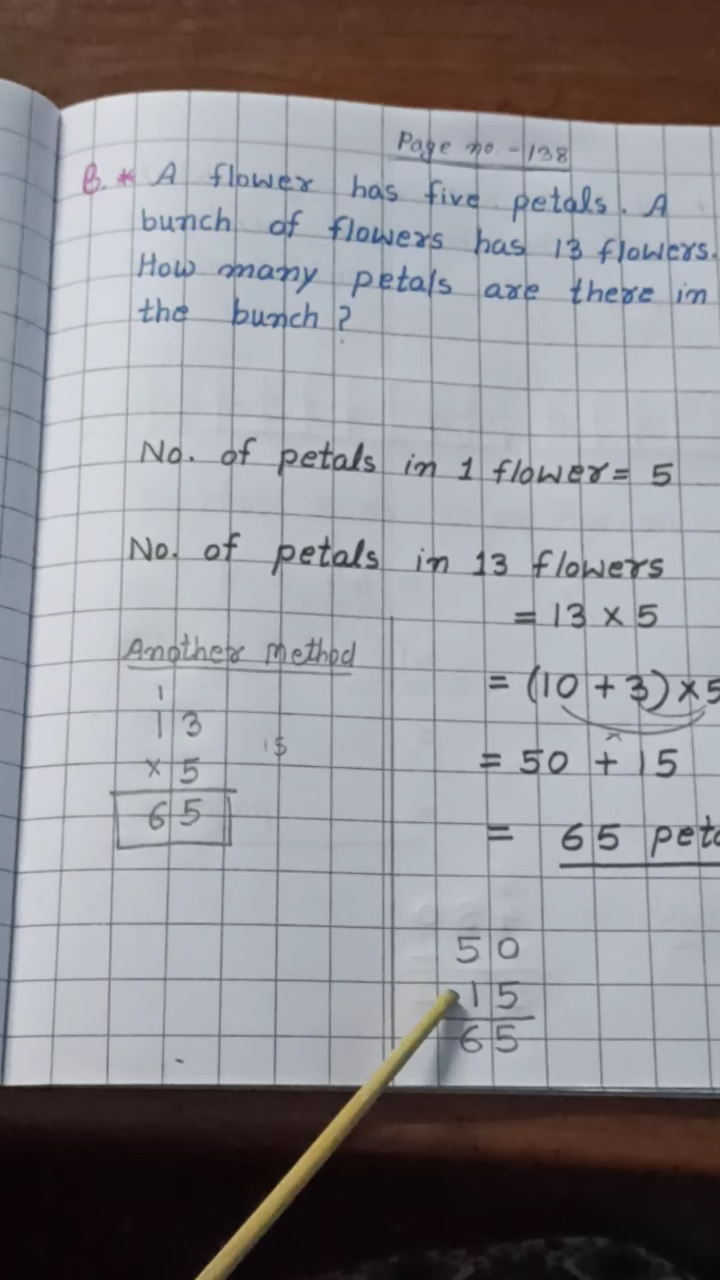 Page no. - 138
B. * A flower has five petals. A
bunch of flowers has 13 flowers.
How many petals are there in
the bunch?
No. of petals in 1 flower = 5
No. of petals in 13 flowers
= 13 × 5
= (10 + 3) × 5
= 50 + 15
= 65 peta
Another Method
1
13
× 5
65
15
50
15
65